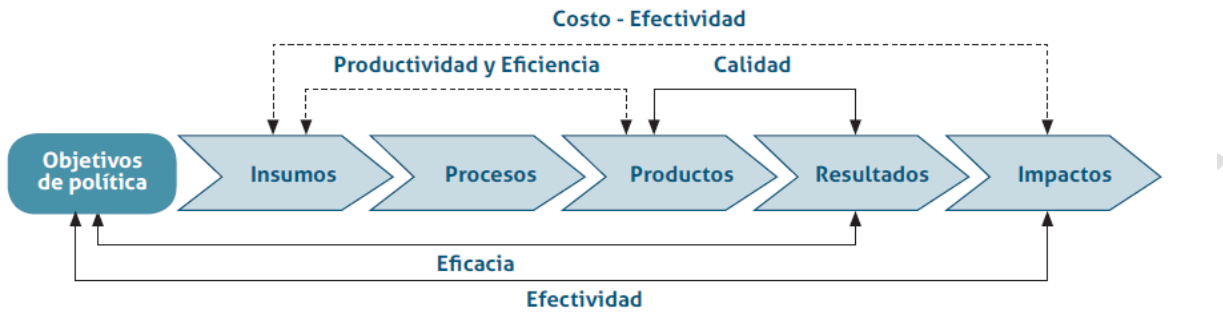 Costo - Efectividad
Productividad y Eficiencia
Calidad
Objetivos
de política
Insumos
Procesos
Productos
Resultados
Impactos
Eficacia
Efectividad